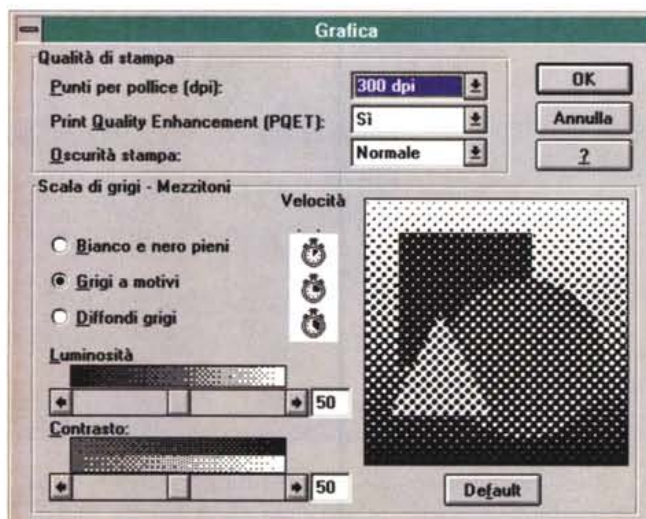 Grafica
Qualità di stampa
Punti per pollice (dpi): 300 dpi
OK
Print Quality Enhancement (PQET): Sì
Annulla
Oscurità stampa: Normale
?
Scala di grigi - Mezzitoni
Velocità
Bianco e nero pieni
Grigi a motivi
Diffondi grigi
Luminosità
50
Contrasto:
50
Default